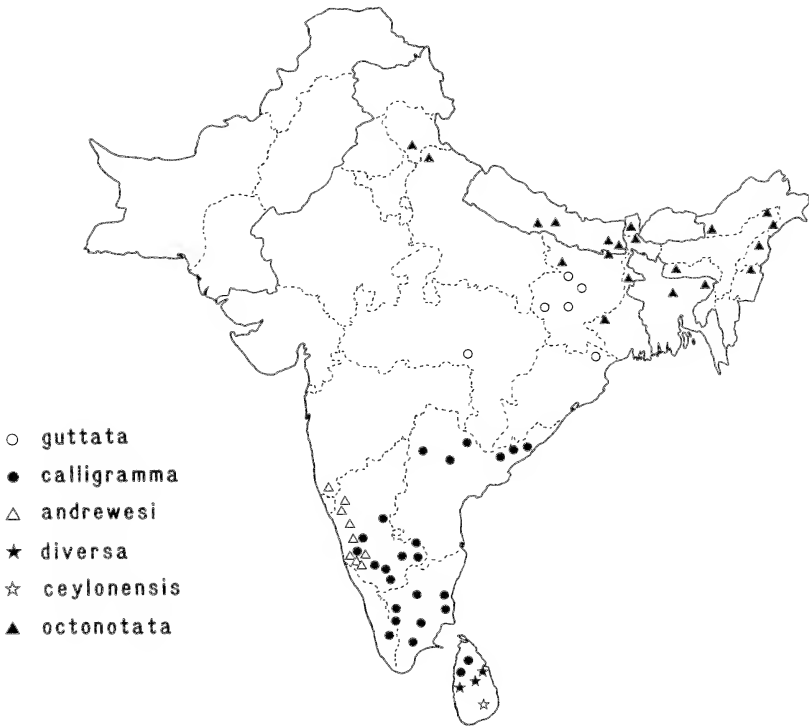 guttata
calligramma
andrewesi
diversa
ceylonensis
octonotata